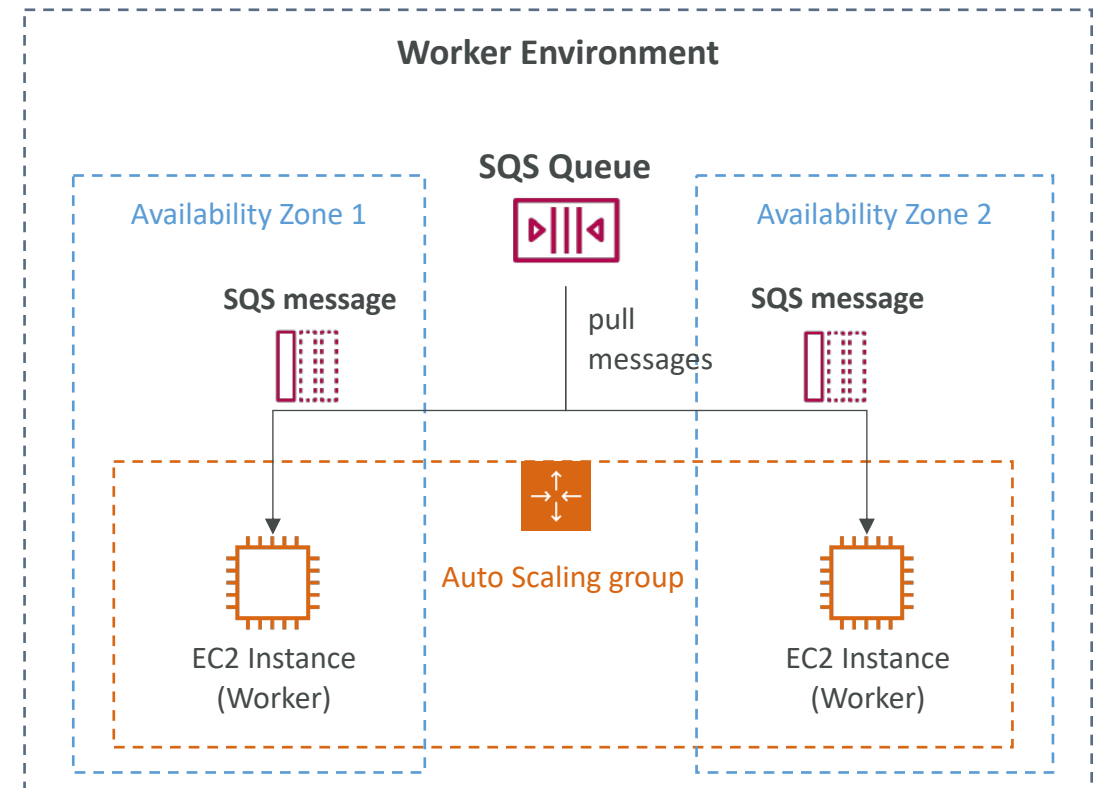 Worker Environment
SQS Queue
Availability Zone 1
Availability Zone 2
SQS message
SQS message
pull
messages
Auto Scaling group
EC2 Instance
(Worker)
EC2 Instance
(Worker)